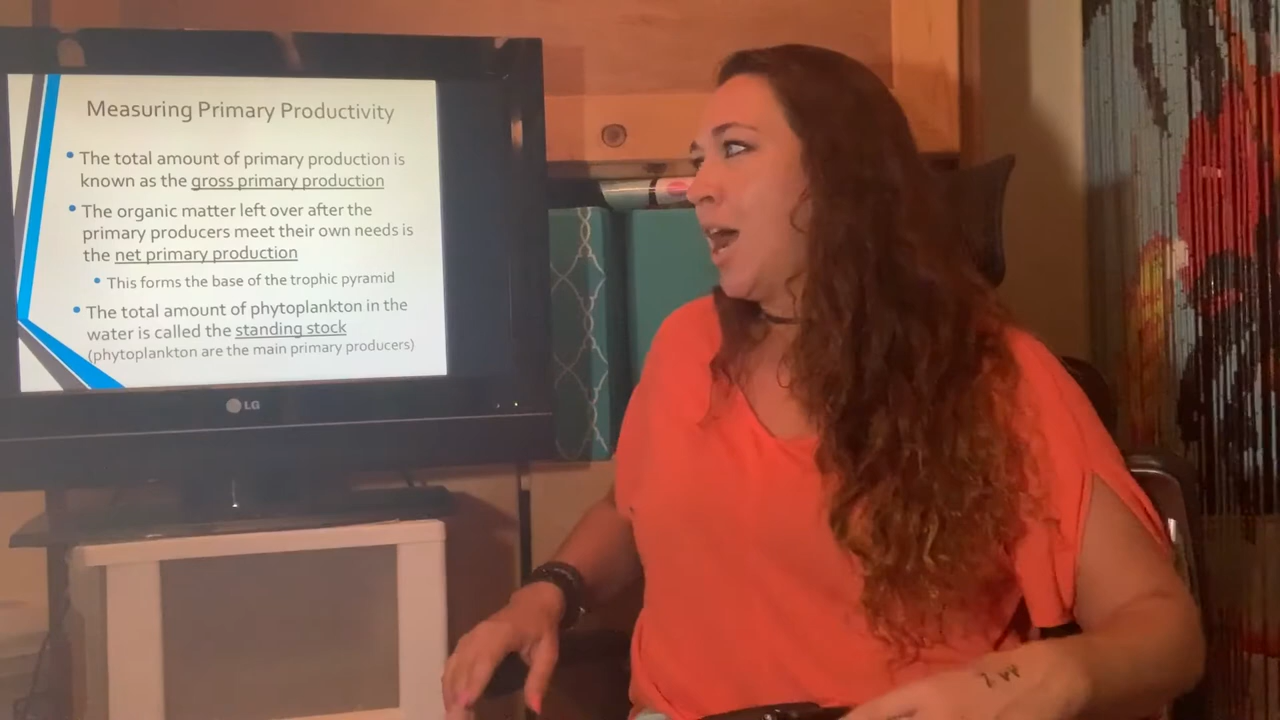 Measuring Primary Productivity
• The total amount of primary production is
known as the gross primary production
• The organic matter left over after the
primary producers meet their own needs is
the net primary production
• This forms the base of the trophic pyramid
• The total amount of phytoplankton in the
water is called the standing stock
(phytoplankton are the main primary producers)
LG